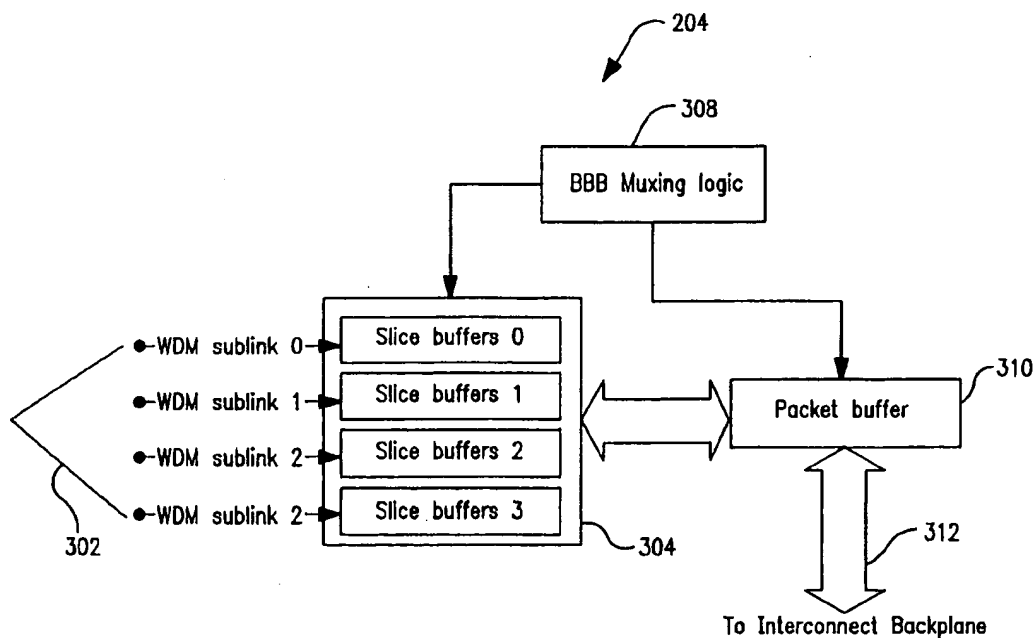 204
308
BBB Muxing logic
WDM sublink 0
Slice buffers 0
WDM sublink 1
Slice buffers 1
310
Packet buffer
WDM sublink 2
Slice buffers 2
WDM sublink 2
Slice buffers 3
302
304
312
To Interconnect Backplane